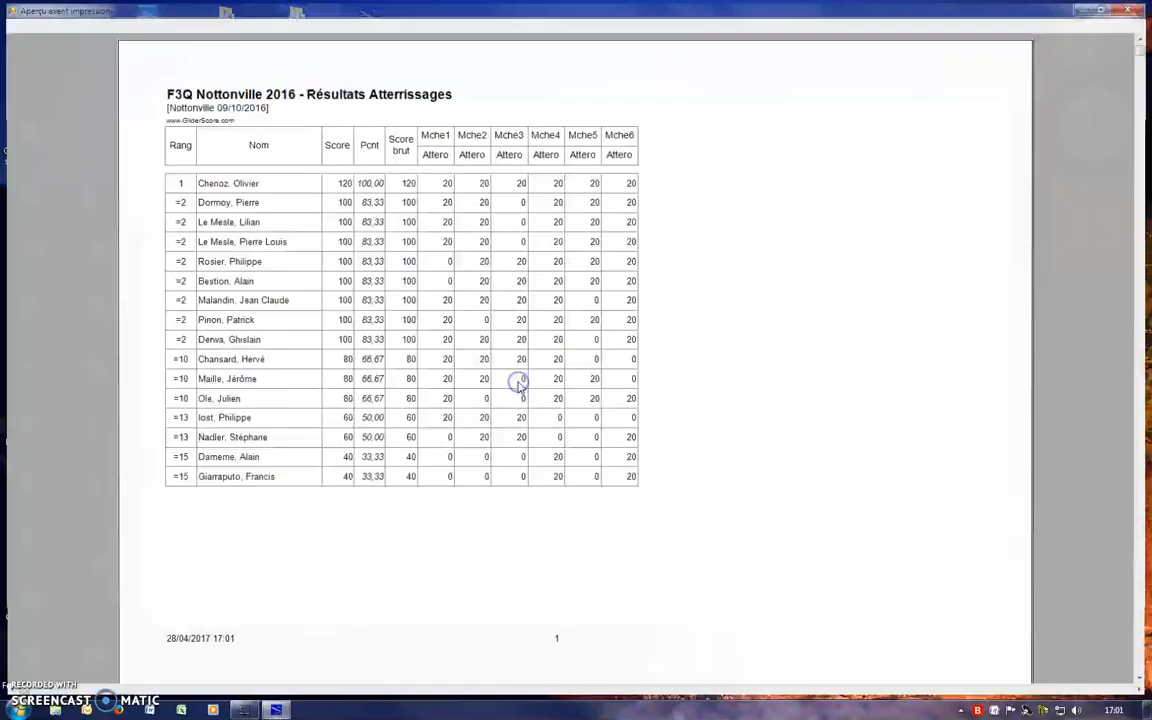 Aperçu avant impression
F3Q Nottonville 2016 - Résultats Atterrissages
[Nottonville 09/10/2016]
www.GliderScore.com
Rang Nom Score Pcnt Score brut Mche1 Mche2 Mche3 Mche4 Mche5 Mche6
Attero Attero Attero Attero Attero Attero
1 Chenoz, Olivier 120 100,00 120 20 20 20 20 20 20
=2 Dormoy, Pierre 100 83,33 100 20 20 0 20 20 20
=2 Le Mesle, Lilian 100 83,33 100 20 20 0 20 20 20
=2 Le Mesle, Pierre Louis 100 83,33 100 20 20 0 20 20 20
=2 Rosier, Philippe 100 83,33 100 0 20 20 20 20 20
=2 Bestion, Alain 100 83,33 100 0 20 20 20 20 20
=2 Malandin, Jean Claude 100 83,33 100 20 20 20 20 0 20
=2 Pinon, Patrick 100 83,33 100 20 0 20 20 20 20
=2 Derwa, Ghislain 100 83,33 100 20 20 20 20 0 20
=10 Chansard, Hervé 80 66,67 80 20 20 20 20 0 0
=10 Maille, Jérôme 80 66,67 80 20 20 0 20 20 0
=10 Ole, Julien 80 66,67 80 20 0 0 20 20 20
=13 Iost, Philippe 60 50,00 60 20 20 20 0 0 0
=13 Nadler, Stéphane 60 50,00 60 0 20 20 0 0 20
=15 Dameme, Alain 40 33,33 40 0 0 0 20 0 20
=15 Giarraputo, Francis 40 33,33 40 0 0 0 20 0 20
28/04/2017 17:01 1
RECORDED WITH
SCREENCAST MATIC
17:01